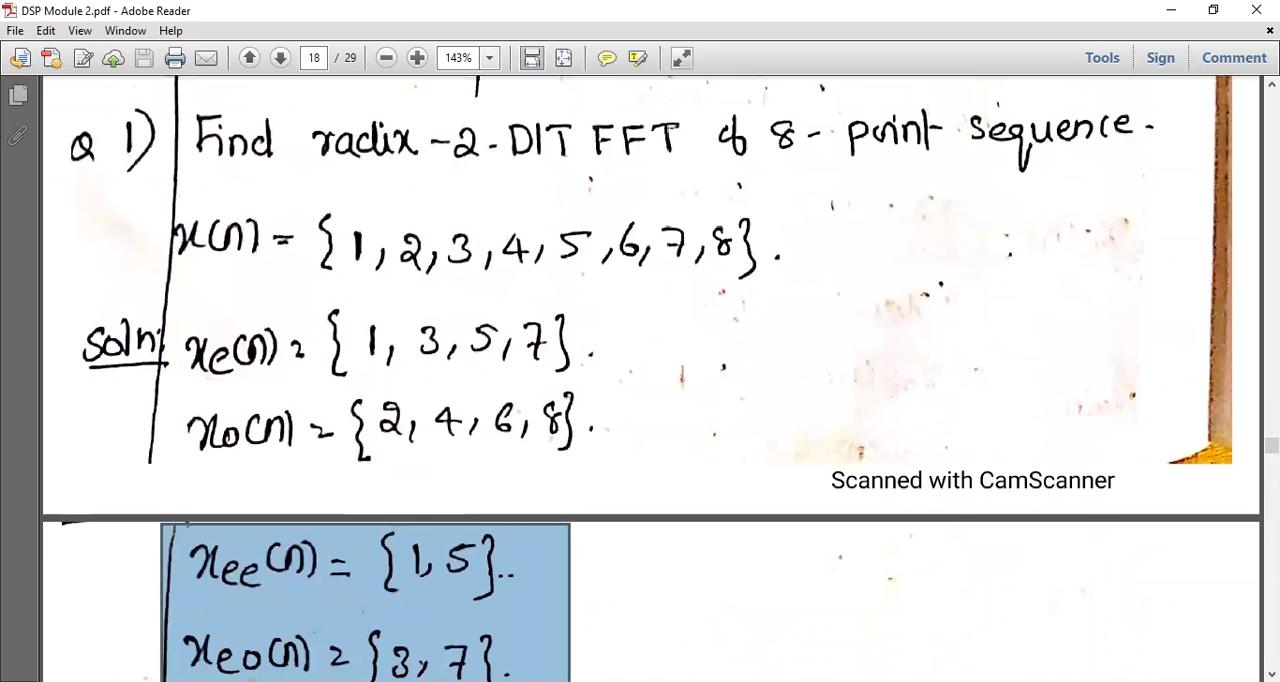 DSP Module 2.pdf - Adobe Reader
File Edit View Window Help
18 / 29 143% Tools Sign Comment
Q 1) Find radix-2-DIT FFT of 8-point sequence.
x(n) = {1, 2, 3, 4, 5, 6, 7, 8}.
Soln: xe(n) = {1, 3, 5, 7}.
xo(n) = {2, 4, 6, 8}.
Scanned with CamScanner
xee(n) = {1, 5}..
xeo(n) = {3, 7}.